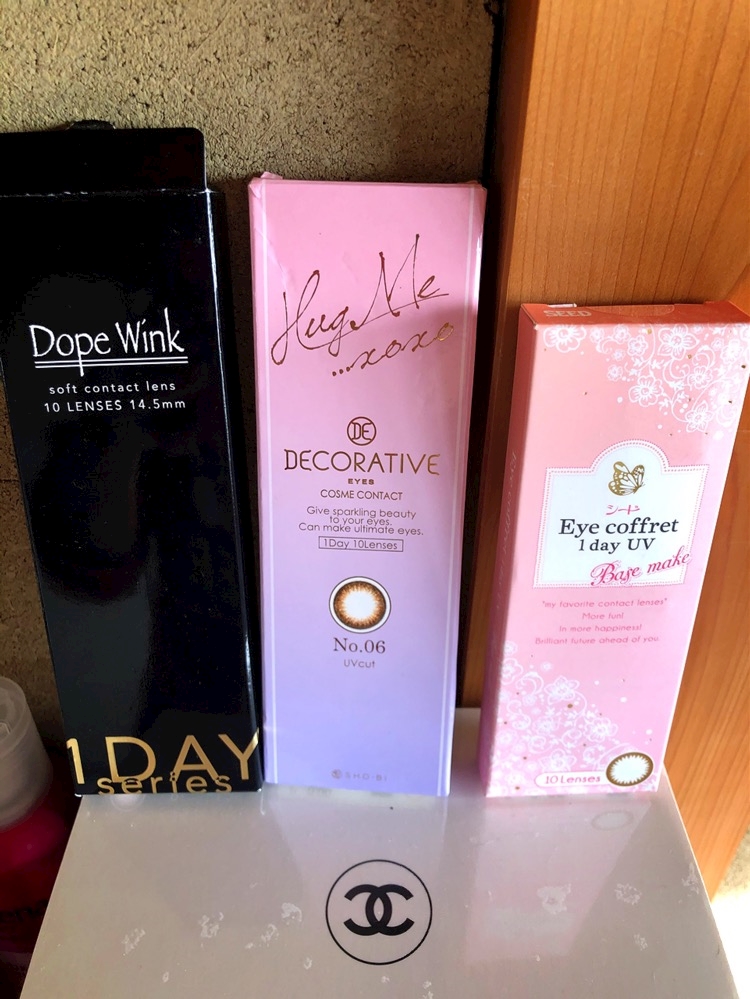 Dope Wink
soft contact lens
10 LENSES 14.5mm
1DAY
series
Hug Me
...xoxo
DE
DECORATIVE
EYES
COSME CONTACT
Give sparkling beauty
to your eyes.
Can make ultimate eyes.
1Day 10Lenses
No.06
UVcut
SHO-BI
SEED
シード
Eye coffret
1 day UV
Base make
"my favorite contact lenses"
More fun!
In more happiness!
Brilliant future ahead of you.
10 Lenses